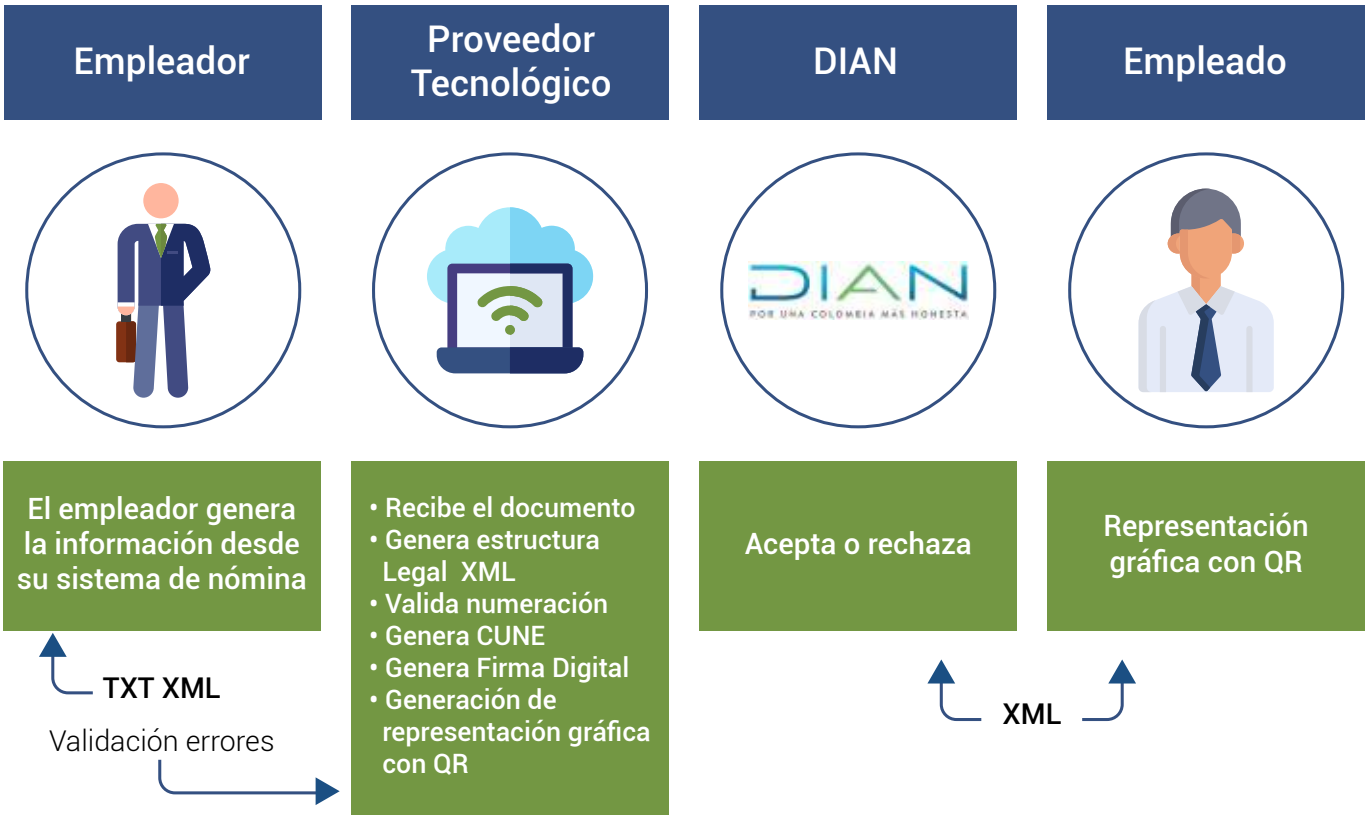 Empleador
Proveedor
Tecnológico
DIAN
Empleado
DIAN
POR UNA COLOMBIA MÁS HONESTA
El empleador genera
la información desde
su sistema de nómina
• Recibe el documento
• Genera estructura
Legal XML
• Valida numeración
• Genera CUNE
• Genera Firma Digital
• Generación de
representación gráfica
con QR
Acepta o rechaza
Representación
gráfica con QR
TXT XML
Validación errores
XML